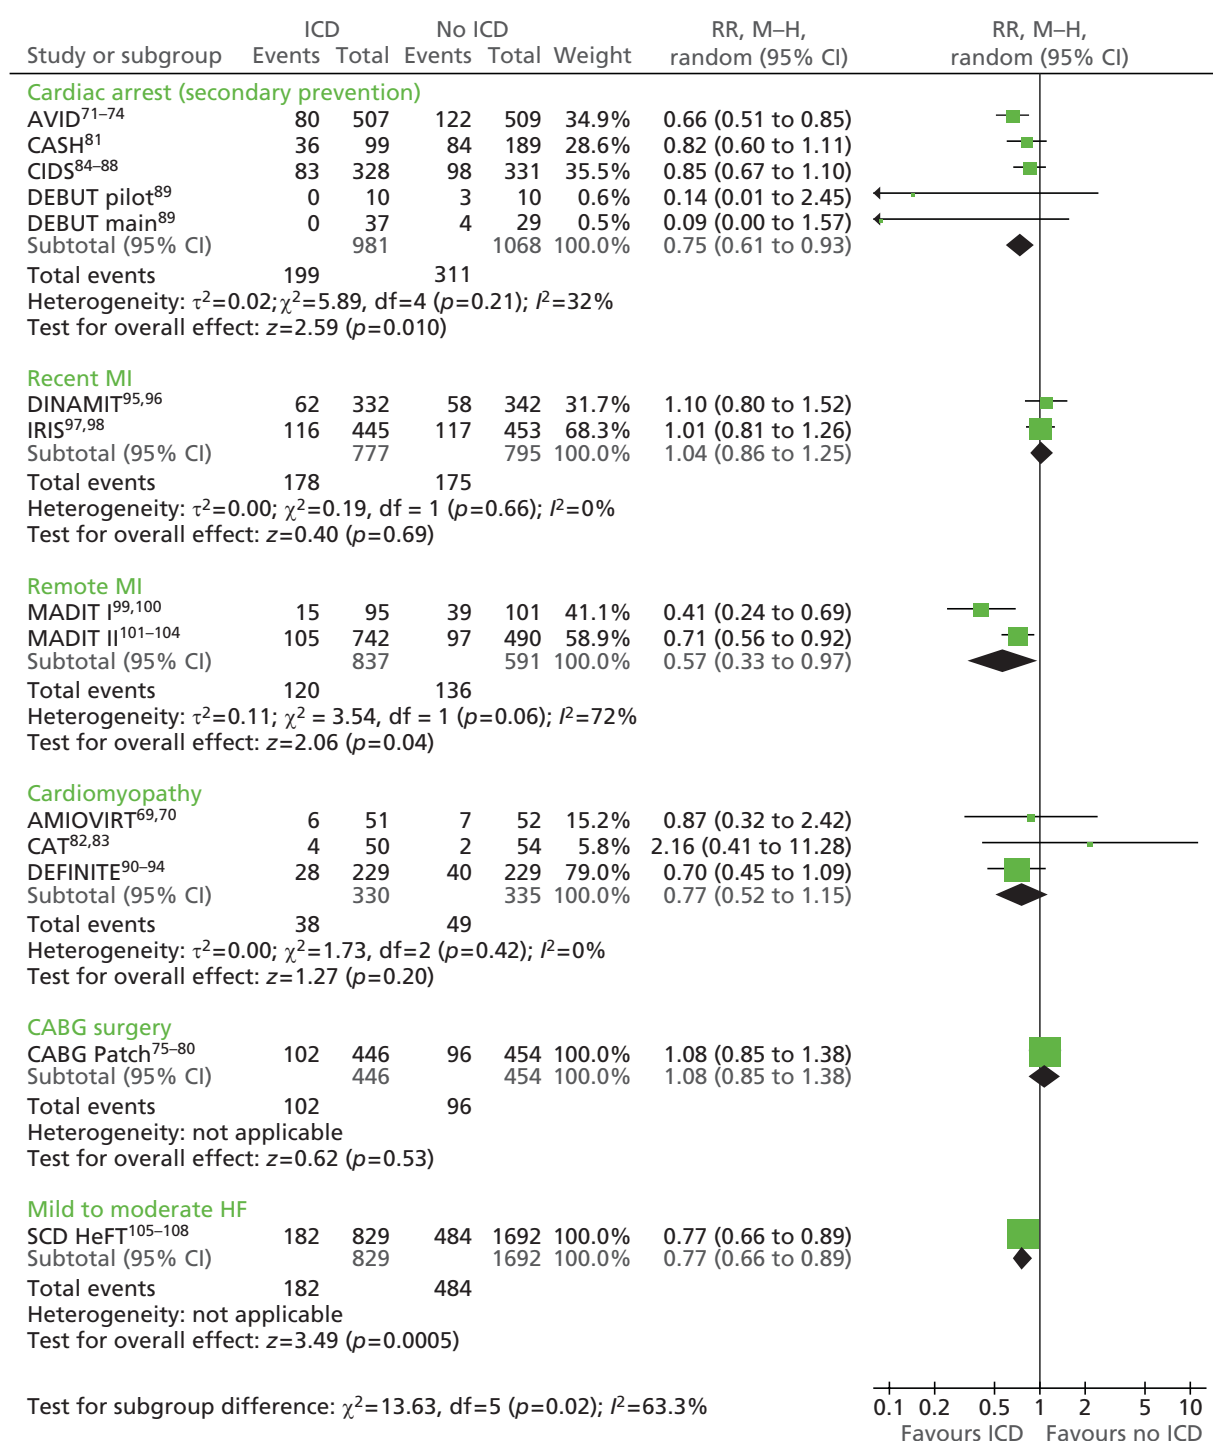 ICD No ICD RR, M–H, RR, M–H,
Study or subgroup Events Total Events Total Weight random (95% CI) random (95% CI)
Cardiac arrest (secondary prevention)
AVID71–74 80 507 122 509 34.9% 0.66 (0.51 to 0.85)
CASH81 36 99 84 189 28.6% 0.82 (0.60 to 1.11)
CIDS84–88 83 328 98 331 35.5% 0.85 (0.67 to 1.10)
DEBUT pilot89 0 10 3 10 0.6% 0.14 (0.01 to 2.45)
DEBUT main89 0 37 4 29 0.5% 0.09 (0.00 to 1.57)
Subtotal (95% CI) 981 1068 100.0% 0.75 (0.61 to 0.93)
Total events 199 311
Heterogeneity: τ2=0.02; χ2=5.89, df=4 (p=0.21); I2=32%
Test for overall effect: z=2.59 (p=0.010)
Recent MI
DINAMIT95,96 62 332 58 342 31.7% 1.10 (0.80 to 1.52)
IRIS97,98 116 445 117 453 68.3% 1.01 (0.81 to 1.26)
Subtotal (95% CI) 777 795 100.0% 1.04 (0.86 to 1.25)
Total events 178 175
Heterogeneity: τ2=0.00; χ2=0.19, df = 1 (p=0.66); I2=0%
Test for overall effect: z=0.40 (p=0.69)
Remote MI
MADIT I99,100 15 95 39 101 41.1% 0.41 (0.24 to 0.69)
MADIT II101–104 105 742 97 490 58.9% 0.71 (0.56 to 0.92)
Subtotal (95% CI) 837 591 100.0% 0.57 (0.33 to 0.97)
Total events 120 136
Heterogeneity: τ2=0.11; χ2 = 3.54, df = 1 (p=0.06); I2=72%
Test for overall effect: z=2.06 (p=0.04)
Cardiomyopathy
AMIOVIRT69,70 6 51 7 52 15.2% 0.87 (0.32 to 2.42)
CAT82,83 4 50 2 54 5.8% 2.16 (0.41 to 11.28)
DEFINITE90–94 28 229 40 229 79.0% 0.70 (0.45 to 1.09)
Subtotal (95% CI) 330 335 100.0% 0.77 (0.52 to 1.15)
Total events 38 49
Heterogeneity: τ2=0.00; χ2=1.73, df=2 (p=0.42); I2=0%
Test for overall effect: z=1.27 (p=0.20)
CABG surgery
CABG Patch75–80 102 446 96 454 100.0% 1.08 (0.85 to 1.38)
Subtotal (95% CI) 446 454 100.0% 1.08 (0.85 to 1.38)
Total events 102 96
Heterogeneity: not applicable
Test for overall effect: z=0.62 (p=0.53)
Mild to moderate HF
SCD HeFT105–108 182 829 484 1692 100.0% 0.77 (0.66 to 0.89)
Subtotal (95% CI) 829 1692 100.0% 0.77 (0.66 to 0.89)
Total events 182 484
Heterogeneity: not applicable
Test for overall effect: z=3.49 (p=0.0005)
Test for subgroup difference: χ2=13.63, df=5 (p=0.02); I2=63.3%
0.1 0.2 0.5 1 2 5 10
Favours ICD Favours no ICD